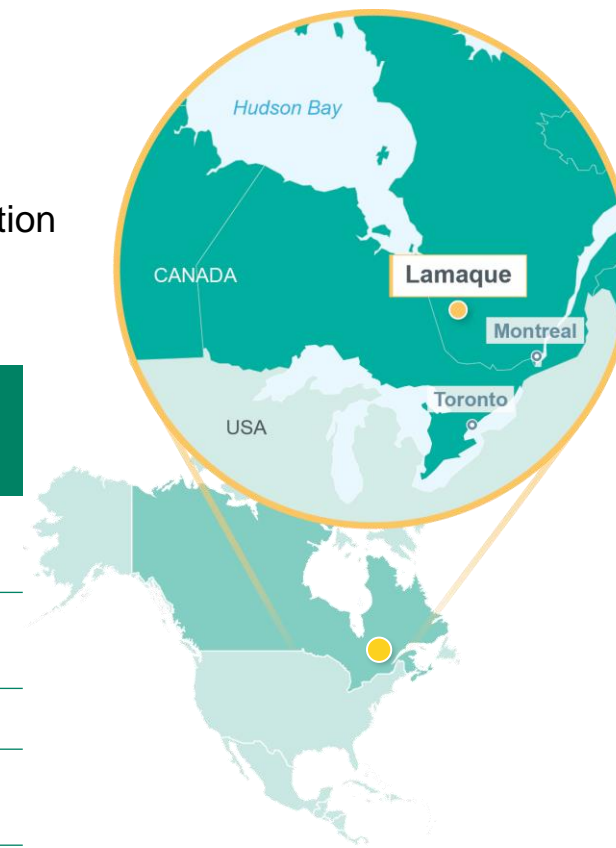 Hudson Bay
tion
CANADA
Lamaque
Montreal
Toronto
USA